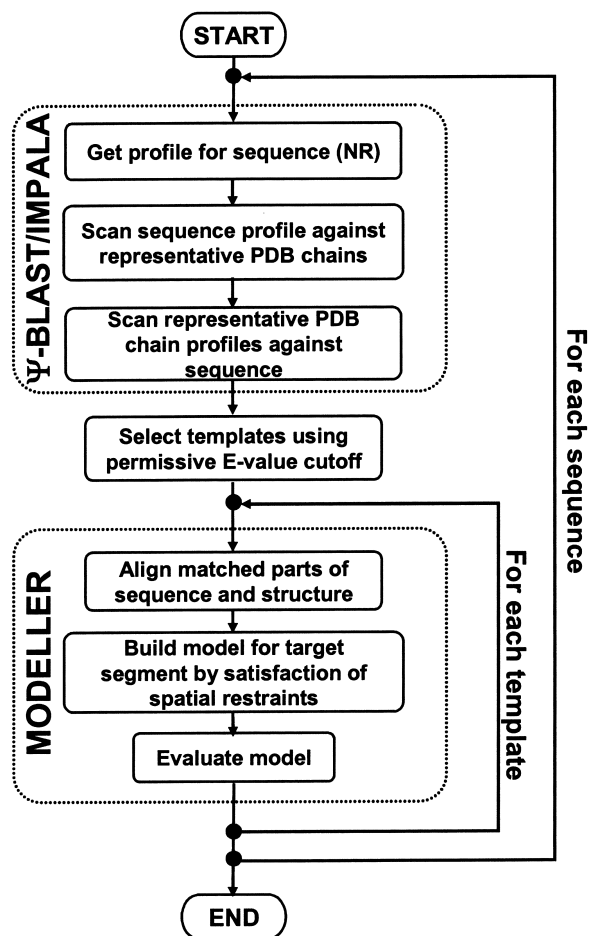 START
Ψ-BLAST/IMPALA
Get profile for sequence (NR)
Scan sequence profile against
representative PDB chains
Scan representative PDB
chain profiles against
sequence
Select templates using
permissive E-value cutoff
For each sequence
MODELLER
Align matched parts of
sequence and structure
Build model for target
segment by satisfaction of
spatial restraints
Evaluate model
For each template
END